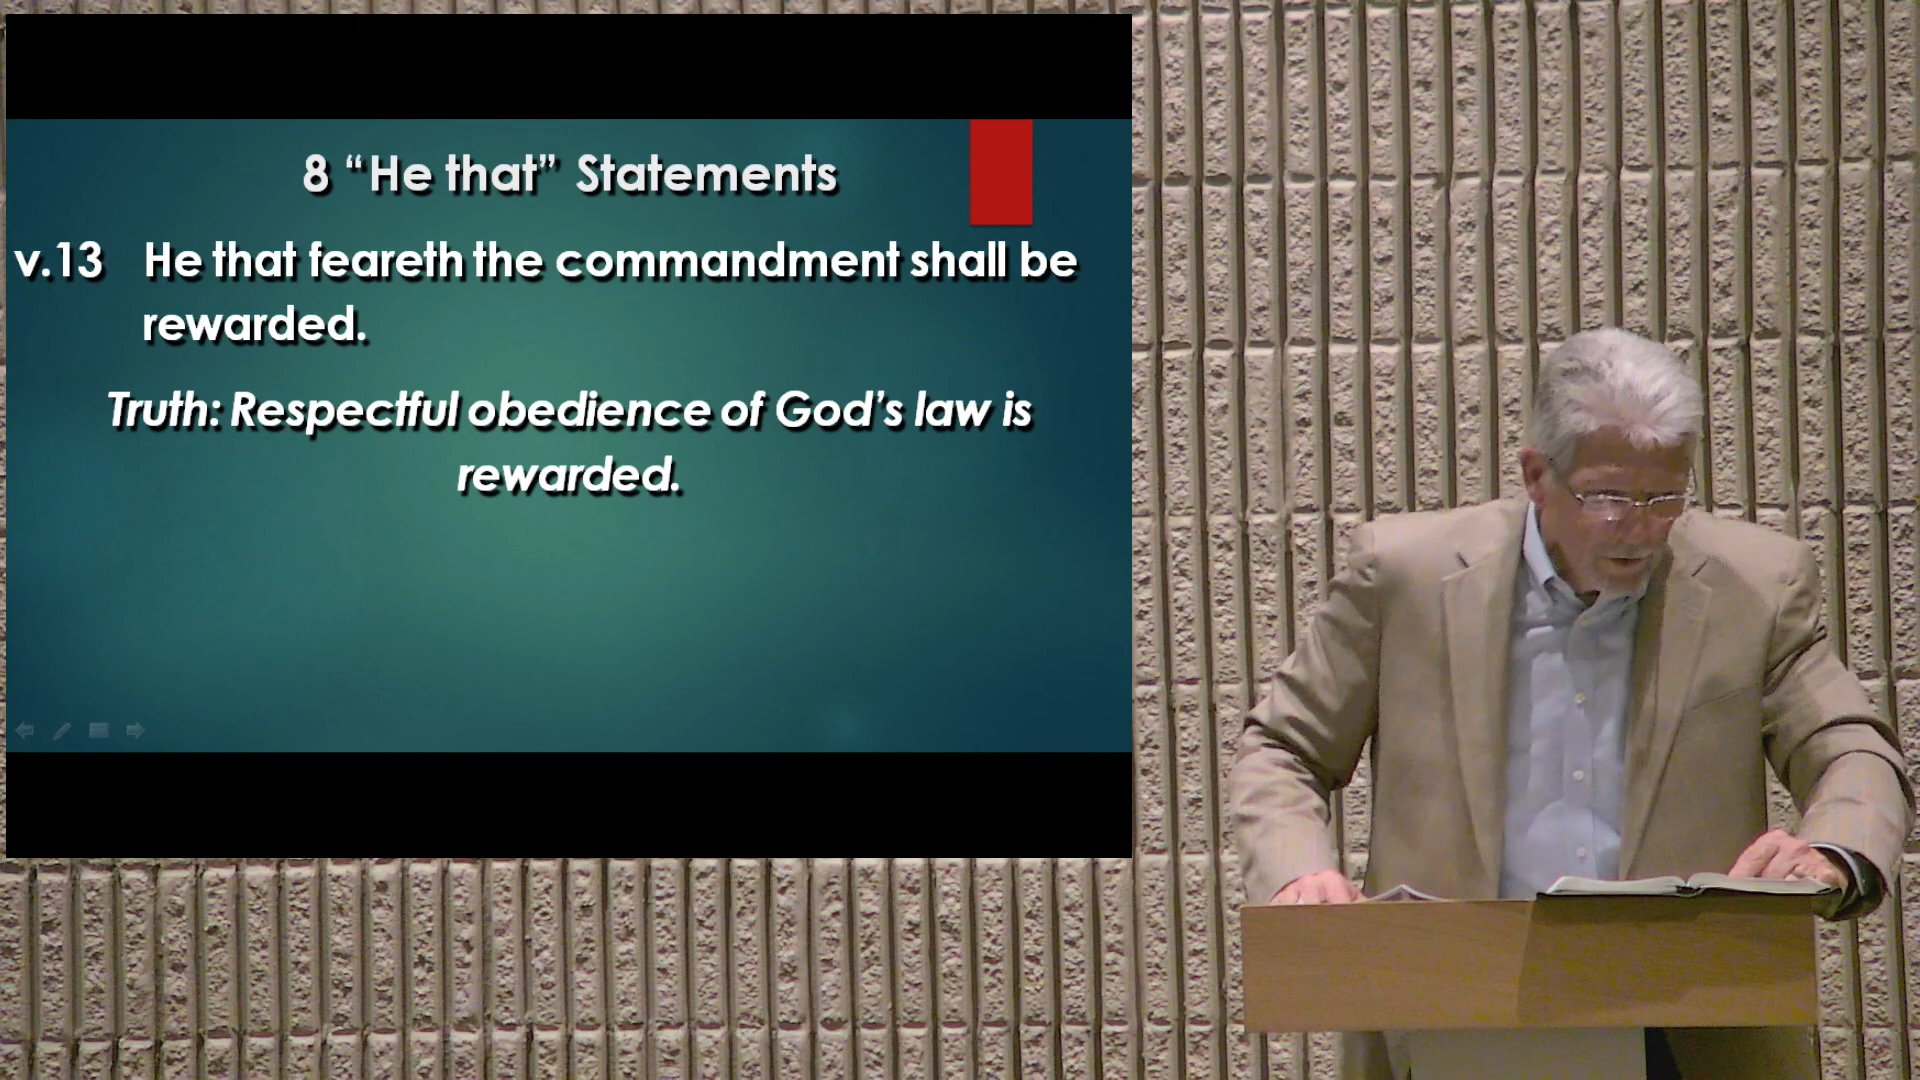 8 “He that” Statements
v.13 He that feareth the commandment shall be
rewarded.
Truth: Respectful obedience of God’s law is
rewarded.